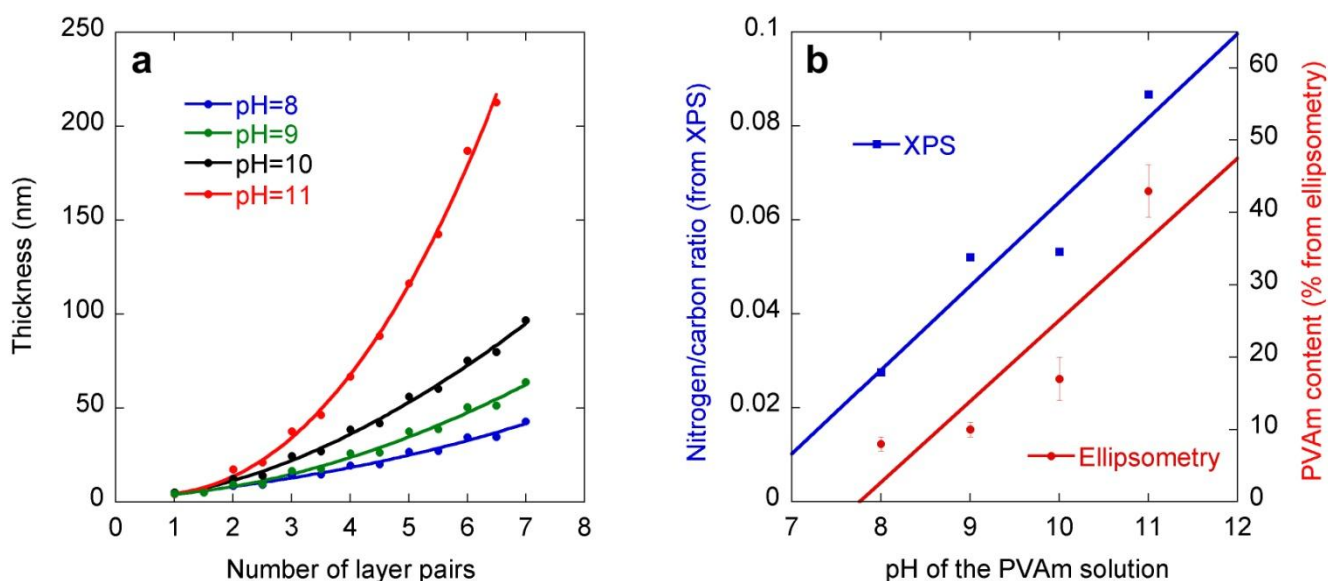 a
pH=8
pH=9
pH=10
pH=11
Thickness (nm)
250
200
150
100
50
0
0 1 2 3 4 5 6 7 8
Number of layer pairs
b
XPS
Ellipsometry
Nitrogen/carbon ratio (from XPS)
0.1
0.08
0.06
0.04
0.02
0
PVAm content (% from ellipsometry)
60
50
40
30
20
10
0
7 8 9 10 11 12
pH of the PVAm solution